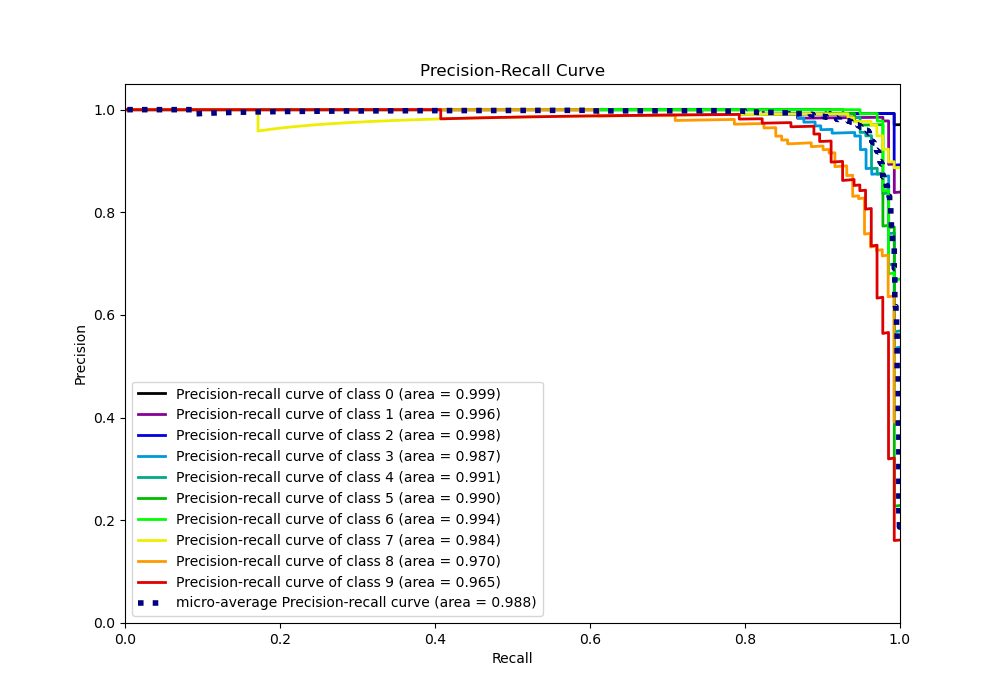 Precision-Recall Curve
1.0
0.8
0.6
0.4
0.2
0.0
Precision
Precision-recall curve of class 0 (area = 0.999)
Precision-recall curve of class 1 (area = 0.996)
Precision-recall curve of class 2 (area = 0.998)
Precision-recall curve of class 3 (area = 0.987)
Precision-recall curve of class 4 (area = 0.991)
Precision-recall curve of class 5 (area = 0.990)
Precision-recall curve of class 6 (area = 0.994)
Precision-recall curve of class 7 (area = 0.984)
Precision-recall curve of class 8 (area = 0.970)
Precision-recall curve of class 9 (area = 0.965)
micro-average Precision-recall curve (area = 0.988)
0.0 0.2 0.4 0.6 0.8 1.0
Recall